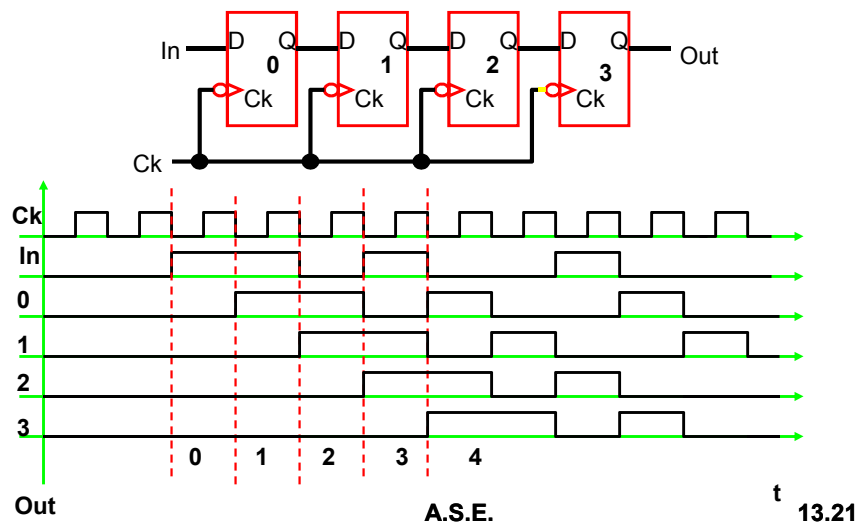 In D Q D Q D Q D Q Out
0 1 2 3
Ck Ck Ck Ck
Ck
Ck
In
0
1
2
3
0 1 2 3 4
Out A.S.E. t 13.21